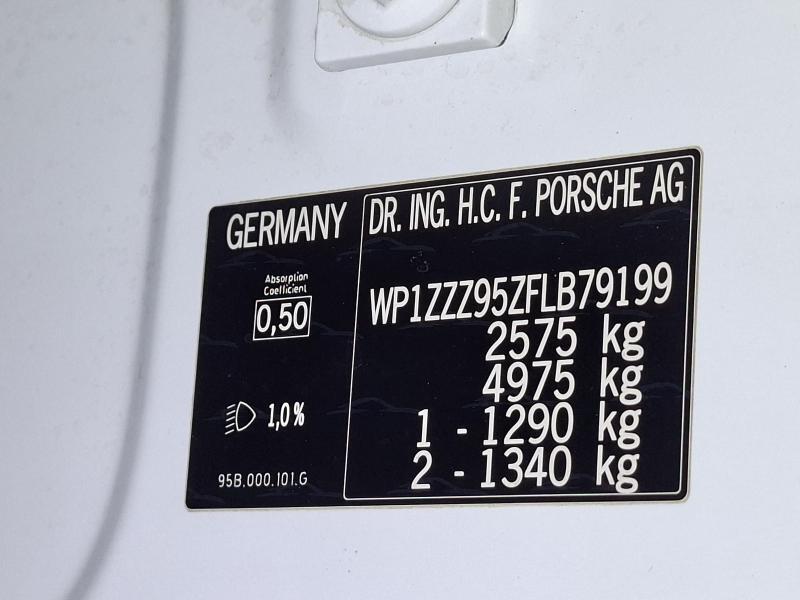 GERMANY
Absorption
Coefficient
0,50
1,0%
95B.000.101.G
DR. ING. H.C. F. PORSCHE AG
WP1ZZZ95ZFLB79199
2575 kg
4975 kg
1 - 1290 kg
2 - 1340 kg